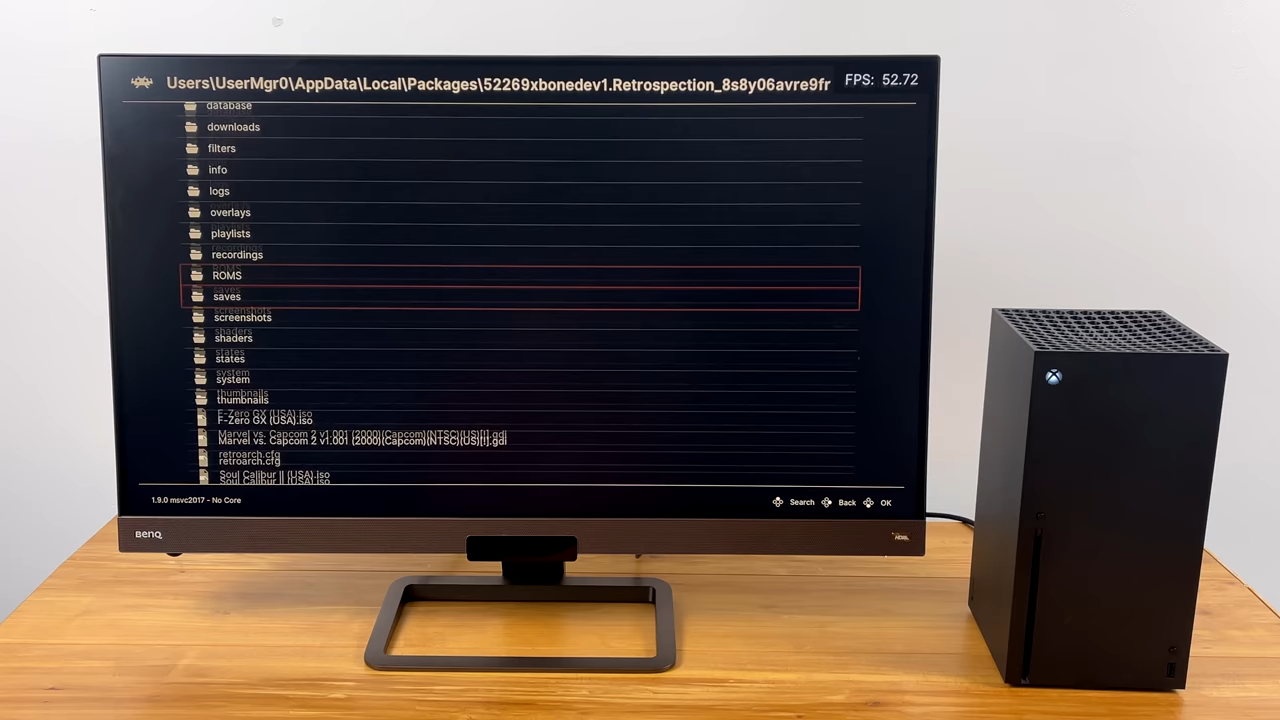 Users\UserMgr0\AppData\Local\Packages\52269xbonedev1.Retrospection_8s8y06avre9fr
FPS: 52.72
database
downloads
filters
info
logs
overlays
playlists
recordings
ROMS
saves
screenshots
shaders
states
system
thumbnails
F-Zero GX (USA).iso
Marvel vs. Capcom 2 v1.001 (2000)(Capcom)(NTSC)(US)[!].gdi
retroarch.cfg
Soul Calibur II (USA).iso
1.9.0 msvc2017 - No Core
Search Back OK
BenQ